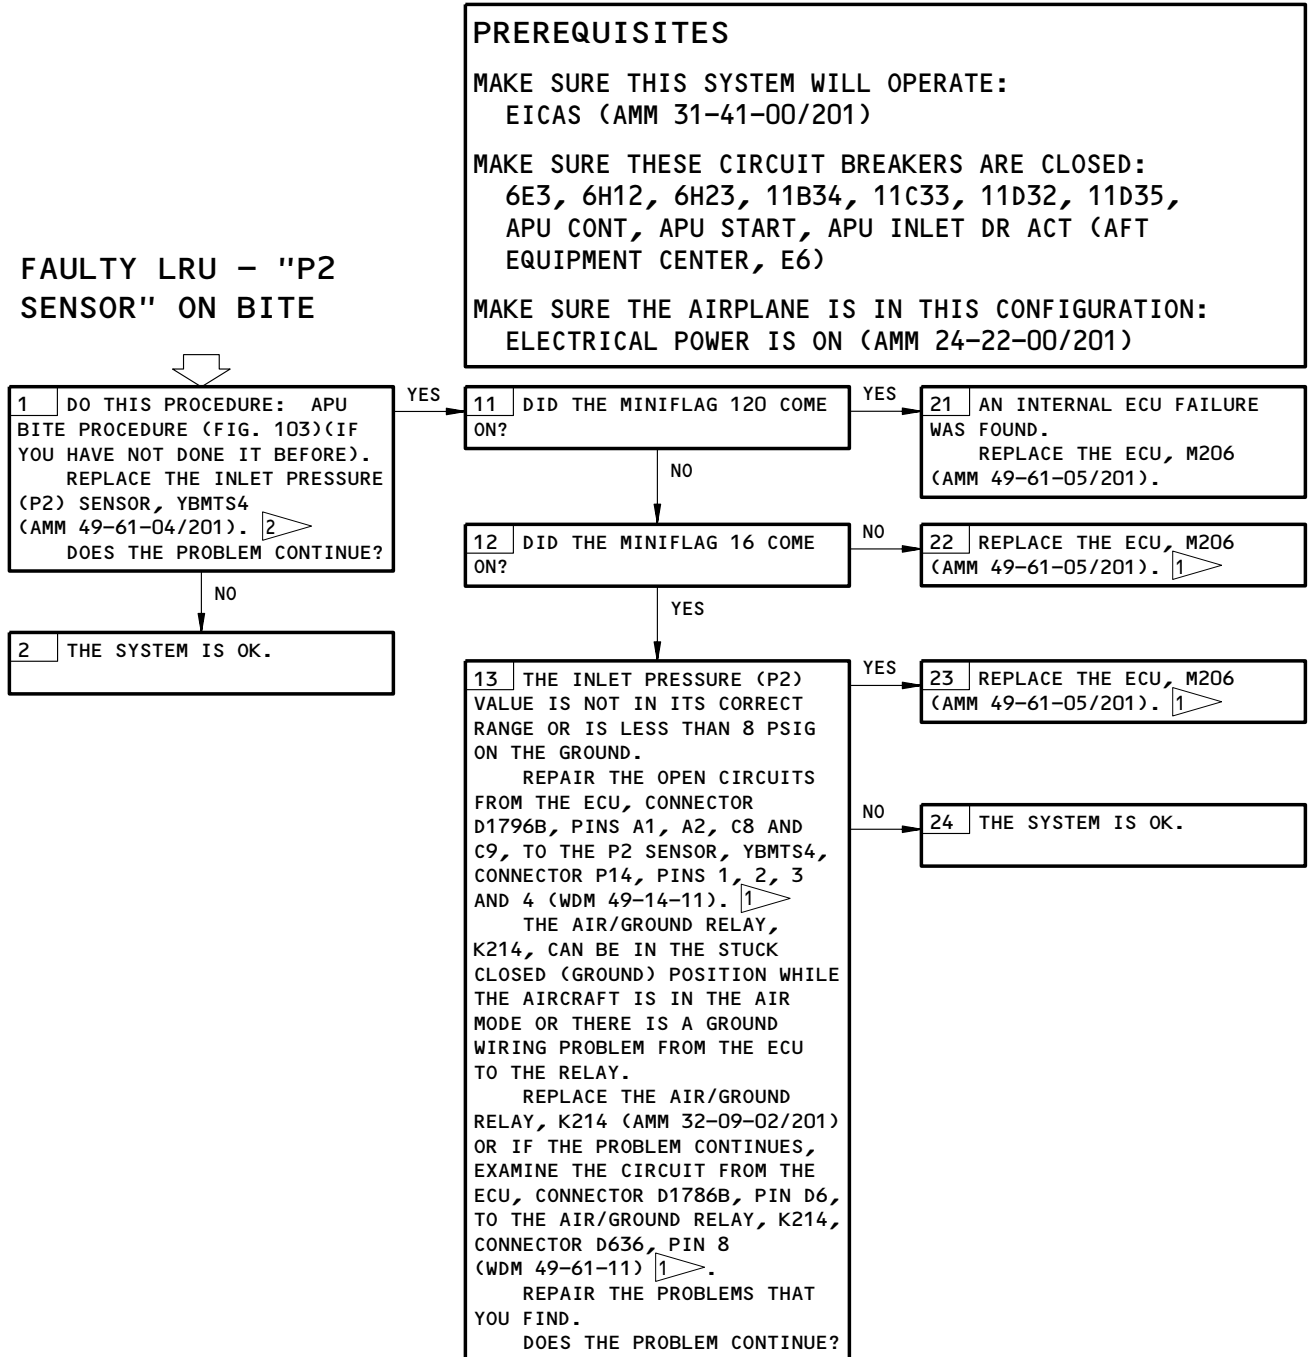 PREREQUISITES
MAKE SURE THIS SYSTEM WILL OPERATE:
EICAS (AMM 31-41-00/201)
MAKE SURE THESE CIRCUIT BREAKERS ARE CLOSED:
6E3, 6H12, 6H23, 11B34, 11C33, 11D32, 11D35,
APU CONT, APU START, APU INLET DR ACT (AFT
EQUIPMENT CENTER, E6)
MAKE SURE THE AIRPLANE IS IN THIS CONFIGURATION:
ELECTRICAL POWER IS ON (AMM 24-22-00/201)
FAULTY LRU - "P2
SENSOR" ON BITE
1 DO THIS PROCEDURE: APU
BITE PROCEDURE (FIG. 103)(IF
YOU HAVE NOT DONE IT BEFORE).
REPLACE THE INLET PRESSURE
(P2) SENSOR, YBMTS4
(AMM 49-61-04/201). 2
DOES THE PROBLEM CONTINUE?
YES
NO
2 THE SYSTEM IS OK.
11 DID THE MINIFLAG 120 COME
ON?
YES
NO
21 AN INTERNAL ECU FAILURE
WAS FOUND.
REPLACE THE ECU, M206
(AMM 49-61-05/201).
12 DID THE MINIFLAG 16 COME
ON?
NO
YES
22 REPLACE THE ECU, M206
(AMM 49-61-05/201). 1
13 THE INLET PRESSURE (P2)
VALUE IS NOT IN ITS CORRECT
RANGE OR IS LESS THAN 8 PSIG
ON THE GROUND.
REPAIR THE OPEN CIRCUITS
FROM THE ECU, CONNECTOR
D1796B, PINS A1, A2, C8 AND
C9, TO THE P2 SENSOR, YBMTS4,
CONNECTOR P14, PINS 1, 2, 3
AND 4 (WDM 49-14-11). 1
THE AIR/GROUND RELAY,
K214, CAN BE IN THE STUCK
CLOSED (GROUND) POSITION WHILE
THE AIRCRAFT IS IN THE AIR
MODE OR THERE IS A GROUND
WIRING PROBLEM FROM THE ECU
TO THE RELAY.
REPLACE THE AIR/GROUND
RELAY, K214 (AMM 32-09-02/201)
OR IF THE PROBLEM CONTINUES,
EXAMINE THE CIRCUIT FROM THE
ECU, CONNECTOR D1786B, PIN D6,
TO THE AIR/GROUND RELAY, K214,
CONNECTOR D636, PIN 8
(WDM 49-61-11) 1.
REPAIR THE PROBLEMS THAT
YOU FIND.
DOES THE PROBLEM CONTINUE?
YES
23 REPLACE THE ECU, M206
(AMM 49-61-05/201). 1
NO
24 THE SYSTEM IS OK.